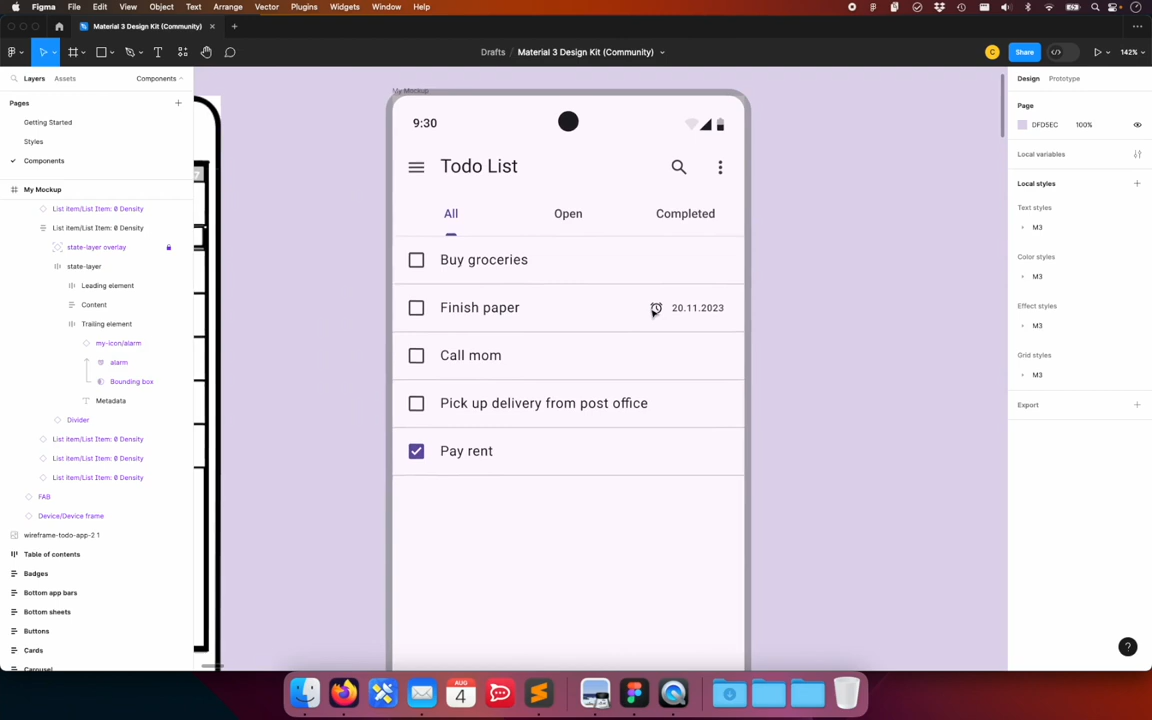 Figma File Edit View Object Text Arrange Vector Plugins Widgets Window Help
Material 3 Design Kit (Community)
Drafts Material 3 Design Kit (Community)
C
Share
142%
Layers Assets Components
Pages
Getting Started
Styles
Components
My Mockup
List item/List Item: 0 Density
List item/List Item: 0 Density
state-layer overlay
state-layer
Leading element
Content
Trailing element
my-icon/alarm
alarm
Bounding box
Metadata
Divider
List item/List Item: 0 Density
List item/List Item: 0 Density
List item/List Item: 0 Density
FAB
Device/Device frame
wireframe-todo-app-2 1
Table of contents
Badges
Bottom app bars
Bottom sheets
Buttons
Cards
Carousel
My Mockup
9:30
Todo List
All Open Completed
Buy groceries
Finish paper 20.11.2023
Call mom
Pick up delivery from post office
Pay rent
Design Prototype
Page
DFD5EC 100%
Local variables
Local styles
Text styles
M3
Color styles
M3
Effect styles
M3
Grid styles
M3
Export
?
AUG
4